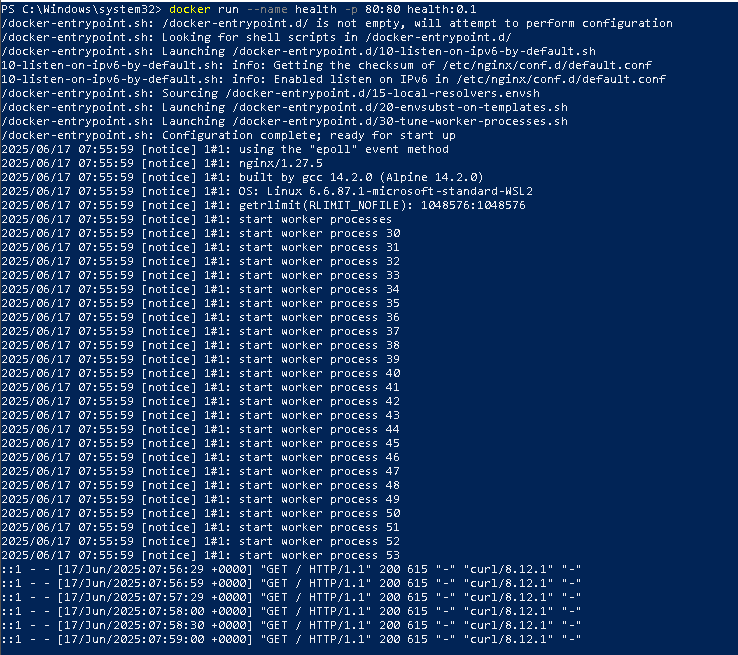 PS C:\Windows\system32> docker run --name health -p 80:80 health:0.1
/docker-entrypoint.sh: /docker-entrypoint.d/ is not empty, will attempt to perform configuration
/docker-entrypoint.sh: Looking for shell scripts in /docker-entrypoint.d/
/docker-entrypoint.sh: Launching /docker-entrypoint.d/10-listen-on-ipv6-by-default.sh
10-listen-on-ipv6-by-default.sh: info: Getting the checksum of /etc/nginx/conf.d/default.conf
10-listen-on-ipv6-by-default.sh: info: Enabled listen on IPv6 in /etc/nginx/conf.d/default.conf
/docker-entrypoint.sh: Sourcing /docker-entrypoint.d/15-local-resolvers.envsh
/docker-entrypoint.sh: Launching /docker-entrypoint.d/20-envsubst-on-templates.sh
/docker-entrypoint.sh: Launching /docker-entrypoint.d/30-tune-worker-processes.sh
/docker-entrypoint.sh: Configuration complete; ready for start up
2025/06/17 07:55:59 [notice] 1#1: using the "epoll" event method
2025/06/17 07:55:59 [notice] 1#1: nginx/1.27.5
2025/06/17 07:55:59 [notice] 1#1: built by gcc 14.2.0 (Alpine 14.2.0)
2025/06/17 07:55:59 [notice] 1#1: OS: Linux 6.6.87.1-microsoft-standard-WSL2
2025/06/17 07:55:59 [notice] 1#1: getrlimit(RLIMIT_NOFILE): 1048576:1048576
2025/06/17 07:55:59 [notice] 1#1: start worker processes
2025/06/17 07:55:59 [notice] 1#1: start worker process 30
2025/06/17 07:55:59 [notice] 1#1: start worker process 31
2025/06/17 07:55:59 [notice] 1#1: start worker process 32
2025/06/17 07:55:59 [notice] 1#1: start worker process 33
2025/06/17 07:55:59 [notice] 1#1: start worker process 34
2025/06/17 07:55:59 [notice] 1#1: start worker process 35
2025/06/17 07:55:59 [notice] 1#1: start worker process 36
2025/06/17 07:55:59 [notice] 1#1: start worker process 37
2025/06/17 07:55:59 [notice] 1#1: start worker process 38
2025/06/17 07:55:59 [notice] 1#1: start worker process 39
2025/06/17 07:55:59 [notice] 1#1: start worker process 40
2025/06/17 07:55:59 [notice] 1#1: start worker process 41
2025/06/17 07:55:59 [notice] 1#1: start worker process 42
2025/06/17 07:55:59 [notice] 1#1: start worker process 43
2025/06/17 07:55:59 [notice] 1#1: start worker process 44
2025/06/17 07:55:59 [notice] 1#1: start worker process 45
2025/06/17 07:55:59 [notice] 1#1: start worker process 46
2025/06/17 07:55:59 [notice] 1#1: start worker process 47
2025/06/17 07:55:59 [notice] 1#1: start worker process 48
2025/06/17 07:55:59 [notice] 1#1: start worker process 49
2025/06/17 07:55:59 [notice] 1#1: start worker process 50
2025/06/17 07:55:59 [notice] 1#1: start worker process 51
2025/06/17 07:55:59 [notice] 1#1: start worker process 52
2025/06/17 07:55:59 [notice] 1#1: start worker process 53
::1 - - [17/Jun/2025:07:56:29 +0000] "GET / HTTP/1.1" 200 615 "-" "curl/8.12.1" "-"
::1 - - [17/Jun/2025:07:56:59 +0000] "GET / HTTP/1.1" 200 615 "-" "curl/8.12.1" "-"
::1 - - [17/Jun/2025:07:57:29 +0000] "GET / HTTP/1.1" 200 615 "-" "curl/8.12.1" "-"
::1 - - [17/Jun/2025:07:58:00 +0000] "GET / HTTP/1.1" 200 615 "-" "curl/8.12.1" "-"
::1 - - [17/Jun/2025:07:58:30 +0000] "GET / HTTP/1.1" 200 615 "-" "curl/8.12.1" "-"
::1 - - [17/Jun/2025:07:59:00 +0000] "GET / HTTP/1.1" 200 615 "-" "curl/8.12.1" "-"